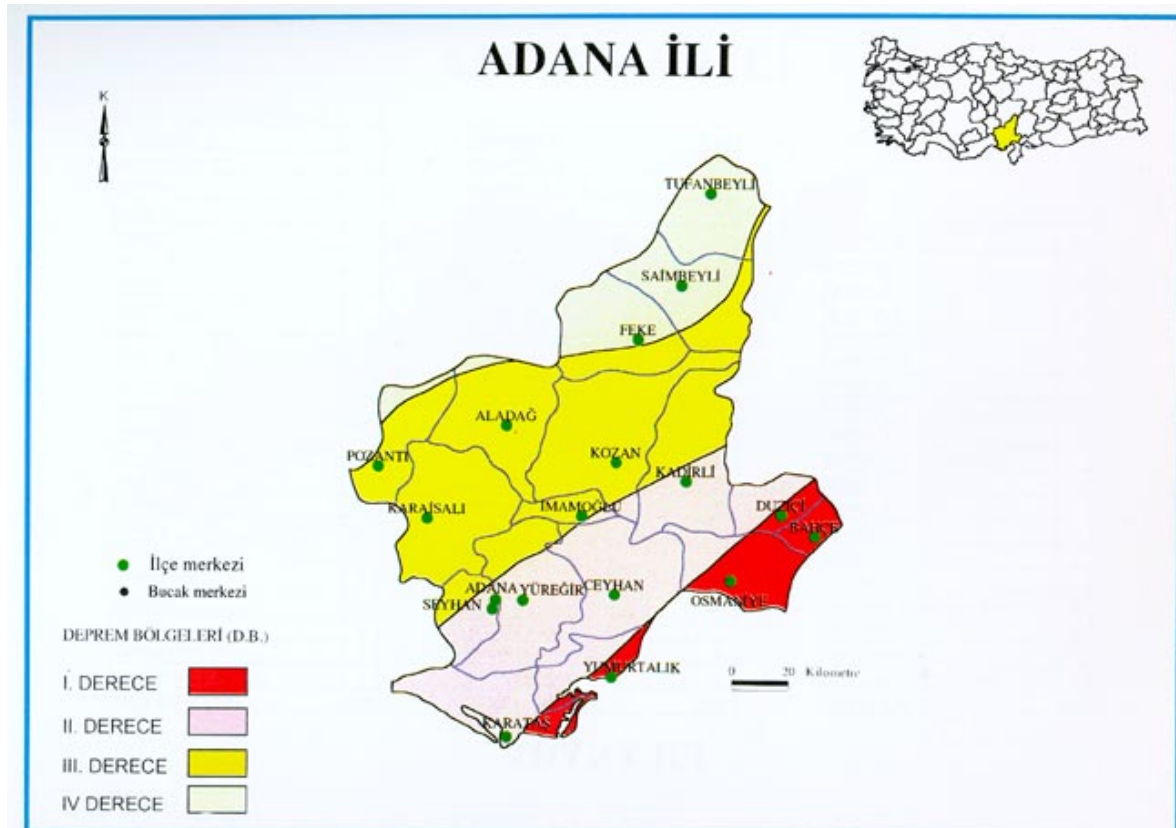 ADANA İLİ
K
TUFANBEYLİ
SAİMBEYLİ
FEKE
ALADAĞ
POZANTI
KOZAN
KADİRLİ
KARAİSALI
İMAMOĞLU
DUZİÇİ
BAHÇE
ADANA
YÜREĞİR
CEYHAN
SEYHAN
OSMANİYE
YUMURTALIK
KARATAŞ
0 20 Kilometre
İlçe merkezi
Bucak merkezi
DEPREM BÖLGELERİ (D.B.)
I. DERECE
II. DERECE
III. DERECE
IV DERECE